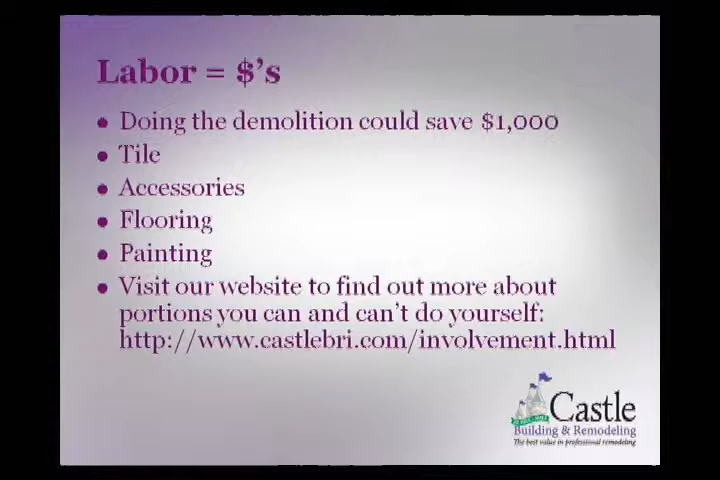 Labor = $'s
● Doing the demolition could save $1,000
● Tile
● Accessories
● Flooring
● Painting
● Visit our website to find out more about
portions you can and can't do yourself:
http://www.castlebri.com/involvement.html
Castle
Building & Remodeling
The best value in professional remodeling